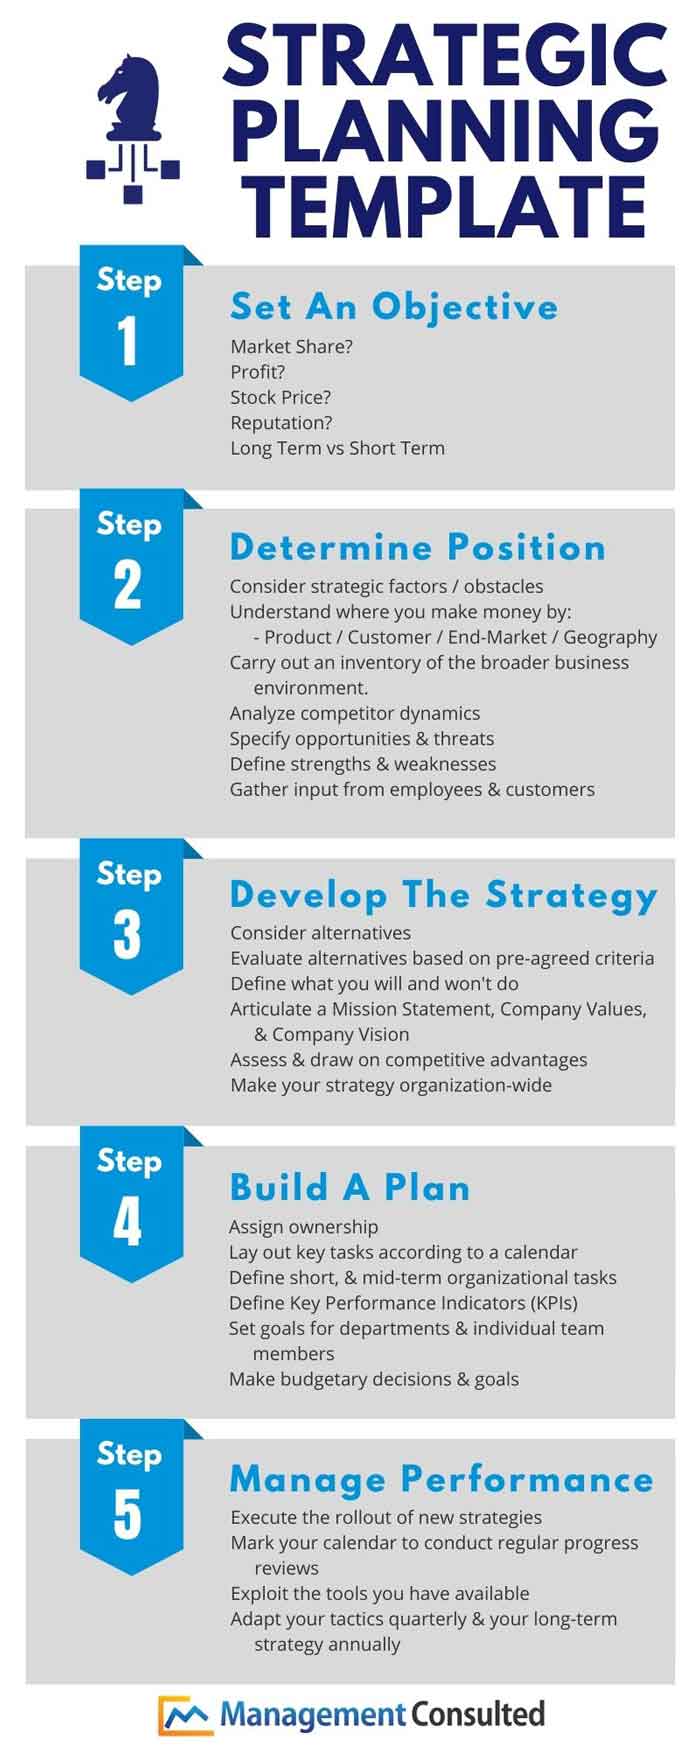 STRATEGIC
PLANNING
TEMPLATE
Step
1
Set An Objective
Market Share?
Profit?
Stock Price?
Reputation?
Long Term vs Short Term
Step
2
Determine Position
Consider strategic factors / obstacles
Understand where you make money by:
- Product / Customer / End-Market / Geography
Carry out an inventory of the broader business
environment.
Analyze competitor dynamics
Specify opportunities & threats
Define strengths & weaknesses
Gather input from employees & customers
Step
3
Develop The Strategy
Consider alternatives
Evaluate alternatives based on pre-agreed criteria
Define what you will and won't do
Articulate a Mission Statement, Company Values,
& Company Vision
Assess & draw on competitive advantages
Make your strategy organization-wide
Step
4
Build A Plan
Assign ownership
Lay out key tasks according to a calendar
Define short, & mid-term organizational tasks
Define Key Performance Indicators (KPIs)
Set goals for departments & individual team
members
Make budgetary decisions & goals
Step
5
Manage Performance
Execute the rollout of new strategies
Mark your calendar to conduct regular progress
reviews
Exploit the tools you have available
Adapt your tactics quarterly & your long-term
strategy annually
Management Consulted